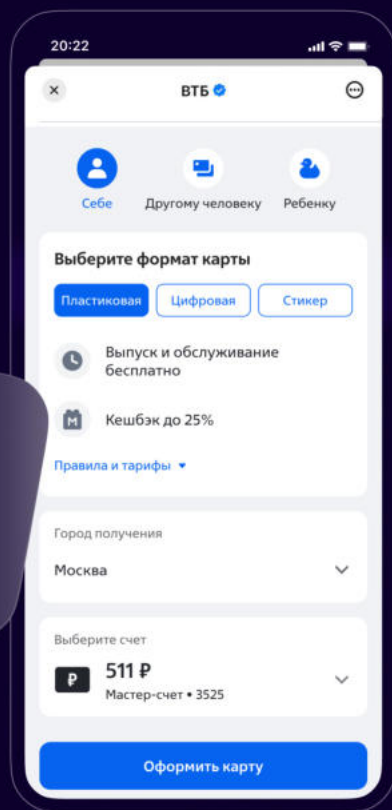 20:22
ВТБ
Себе
Другому человеку
Ребенку
Выберите формат карты
Пластиковая
Цифровая
Стикер
Выпуск и обслуживание
бесплатно
М
Кешбэк до 25%
Правила и тарифы
Город получения
Москва
Выберите счет
₽
511 ₽
Мастер-счет • 3525
Оформить карту